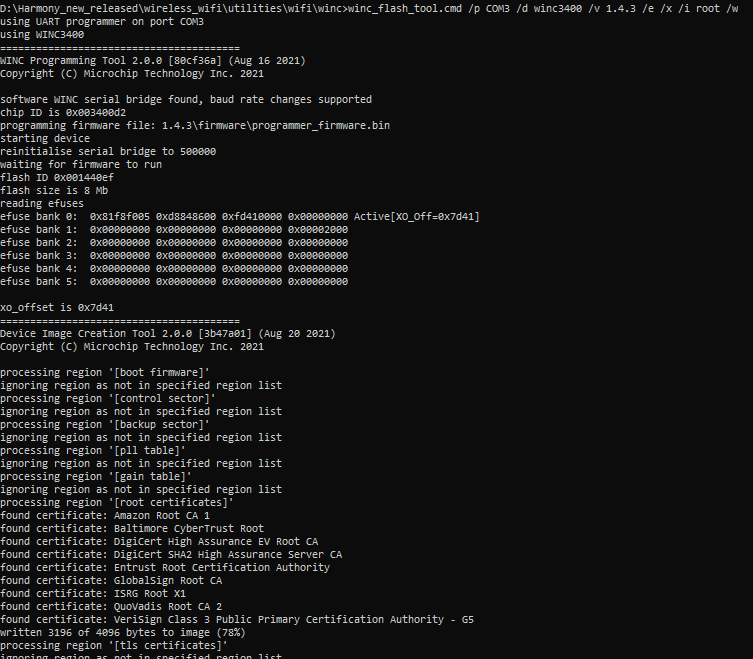 D:\Harmony_new_released\wireless_wifi\utilities\wifi\winc>winc_flash_tool.cmd /p COM3 /d winc3400 /v 1.4.3 /e /x /i root /w
using UART programmer on port COM3
using WINC3400
========================================
WINC Programming Tool 2.0.0 [80cf36a] (Aug 16 2021)
Copyright (C) Microchip Technology Inc. 2021
software WINC serial bridge found, baud rate changes supported
chip ID is 0x003400d2
programming firmware file: 1.4.3\firmware\programmer_firmware.bin
starting device
reinitialise serial bridge to 500000
waiting for firmware to run
flash ID 0x001440ef
flash size is 8 Mb
reading efuses
efuse bank 0:  0x81f8f005 0xd8848600 0xfd410000 0x00000000 Active[XO_Off=0x7d41]
efuse bank 1:  0x00000000 0x00000000 0x00000000 0x00002000
efuse bank 2:  0x00000000 0x00000000 0x00000000 0x00000000
efuse bank 3:  0x00000000 0x00000000 0x00000000 0x00000000
efuse bank 4:  0x00000000 0x00000000 0x00000000 0x00000000
efuse bank 5:  0x00000000 0x00000000 0x00000000 0x00000000
xo_offset is 0x7d41
========================================
Device Image Creation Tool 2.0.0 [3b47a01] (Aug 20 2021)
Copyright (C) Microchip Technology Inc. 2021
processing region '[boot firmware]'
ignoring region as not in specified region list
processing region '[control sector]'
ignoring region as not in specified region list
processing region '[backup sector]'
ignoring region as not in specified region list
processing region '[pll table]'
ignoring region as not in specified region list
processing region '[gain table]'
ignoring region as not in specified region list
processing region '[root certificates]'
found certificate: Amazon Root CA 1
found certificate: Baltimore CyberTrust Root
found certificate: DigiCert High Assurance EV Root CA
found certificate: DigiCert SHA2 High Assurance Server CA
found certificate: Entrust Root Certification Authority
found certificate: GlobalSign Root CA
found certificate: ISRG Root X1
found certificate: QuoVadis Root CA 2
found certificate: VeriSign Class 3 Public Primary Certification Authority - G5
written 3196 of 4096 bytes to image (78%)
processing region '[tls certificates]'
ignoring region as not in specified region list